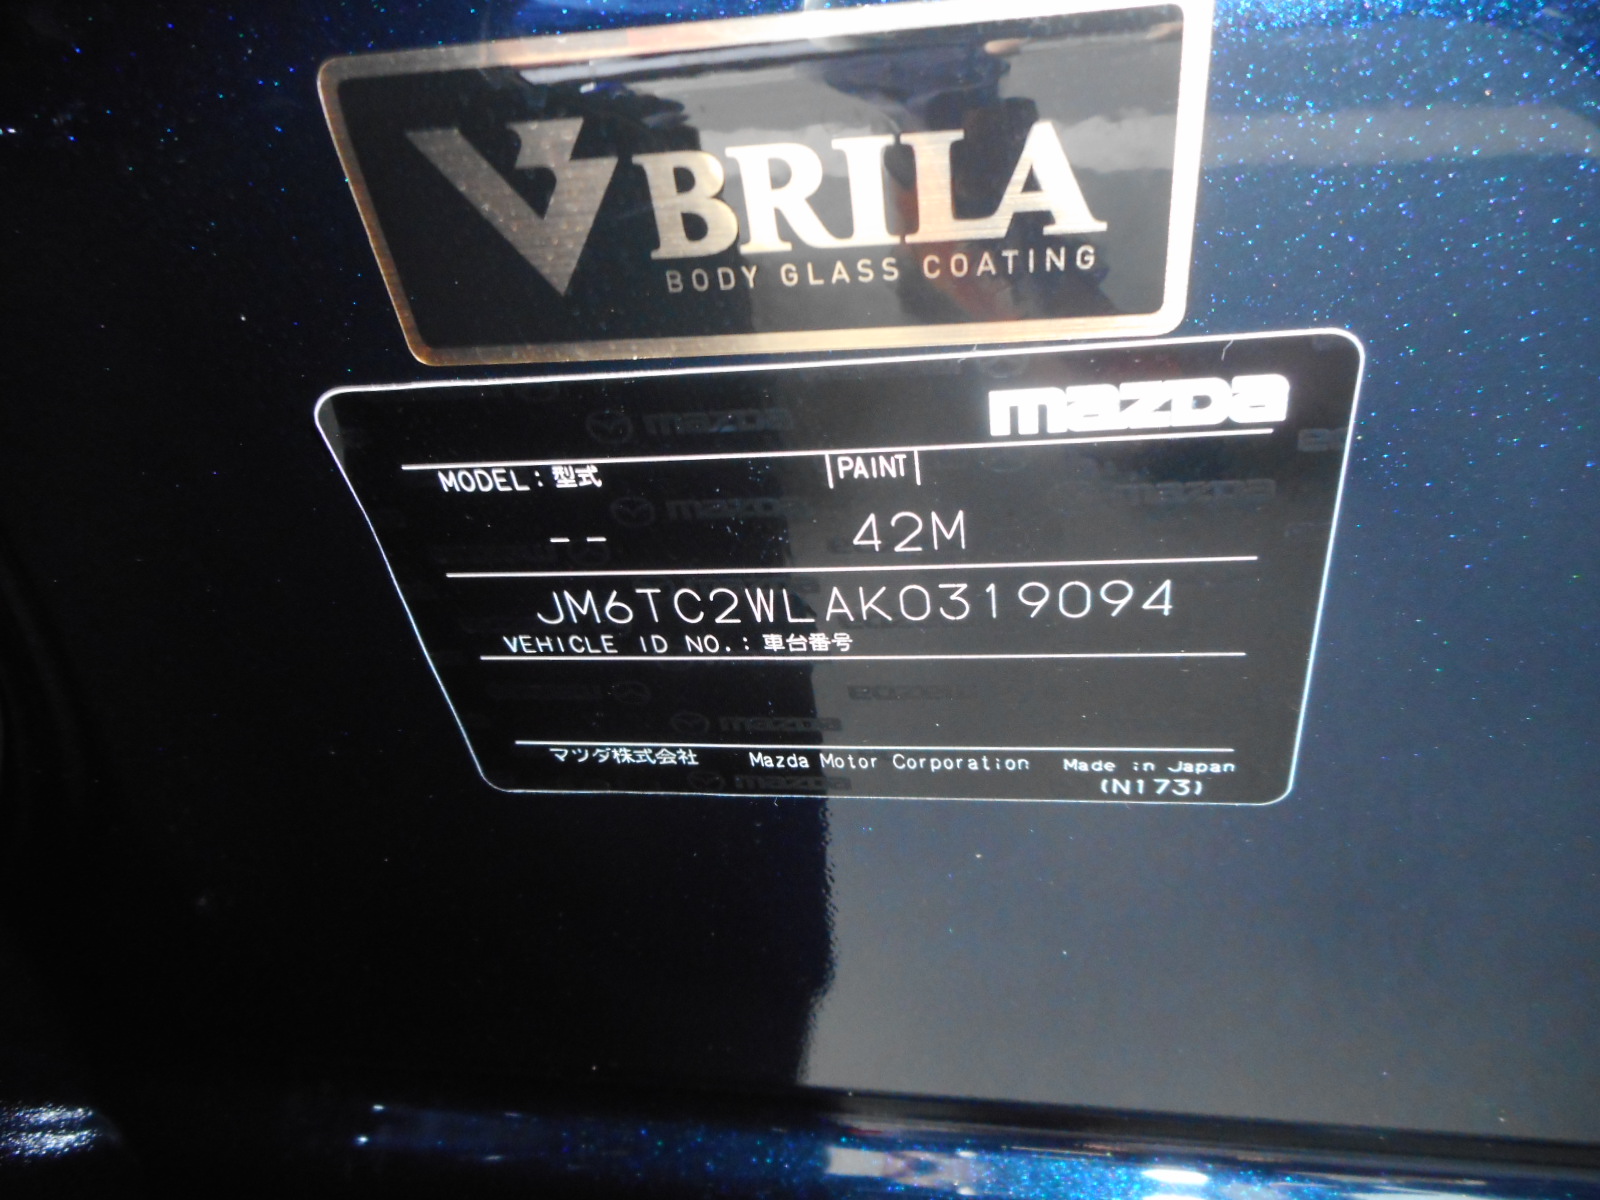 BRILA
BODY GLASS COATING
mazda
MODEL: 型式 PAINT
-- 42M
JM6TC2WLAK0319094
VEHICLE ID NO.: 車台番号
マツダ株式会社 Mazda Motor Corporation Made in Japan
(N173)